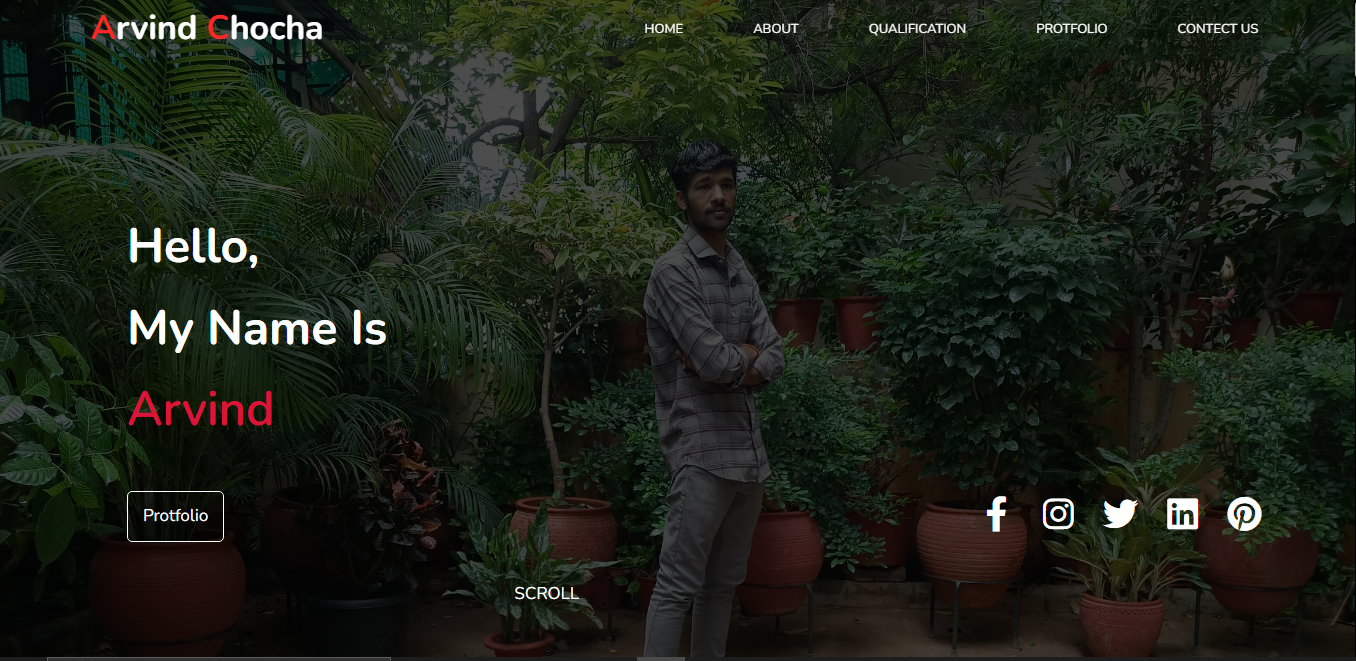 Arvind Chocha
HOME
ABOUT
QUALIFICATION
PROTFOLIO
CONTECT US
Hello,
My Name Is
Arvind
Protfolio
SCROLL